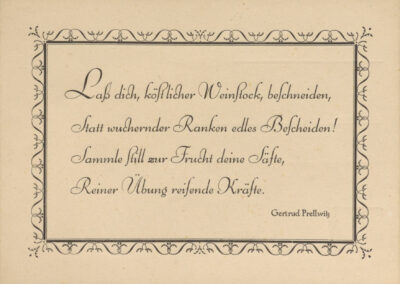 Laß dich, köstlicher Weinstock, beschneiden,
Statt wuchernder Ranken edles Bescheiden!
Sammle still zur Frucht deine Säfte,
Reiner Übung reifende Kräfte.
Gertrud Prellwitz